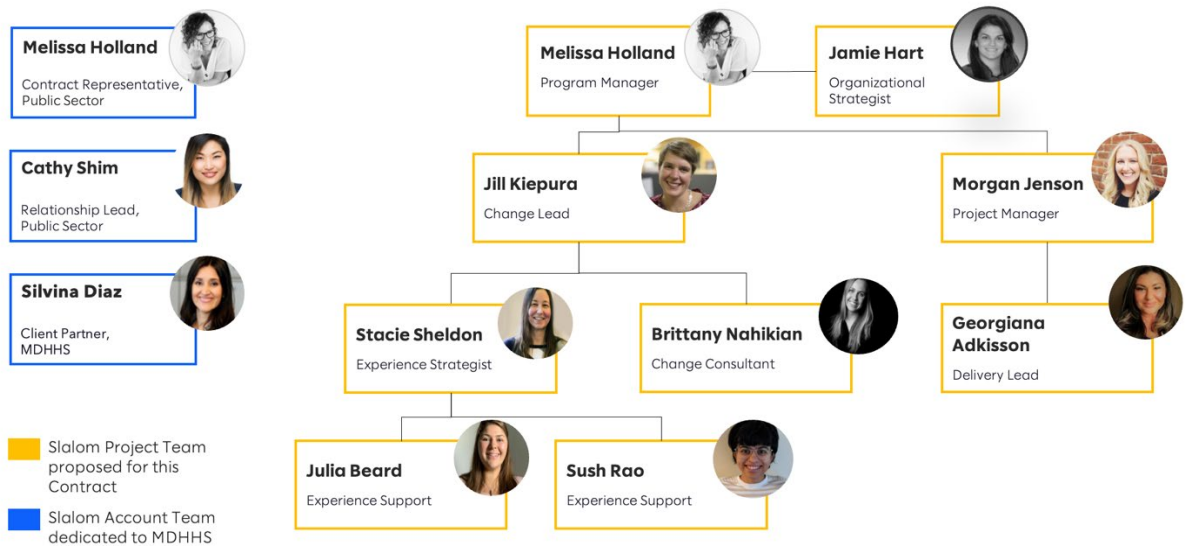 Melissa Holland
Contract Representative,
Public Sector
Cathy Shim
Relationship Lead,
Public Sector
Silvina Diaz
Client Partner,
MDHHS
Slalom Project Team
proposed for this
Contract
Slalom Account Team
dedicated to MDHHS
Melissa Holland
Program Manager
Jamie Hart
Organizational
Strategist
Jill Kiepura
Change Lead
Morgan Jenson
Project Manager
Stacie Sheldon
Experience Strategist
Brittany Nahikian
Change Consultant
Georgiana
Adkisson
Delivery Lead
Julia Beard
Experience Support
Sush Rao
Experience Support